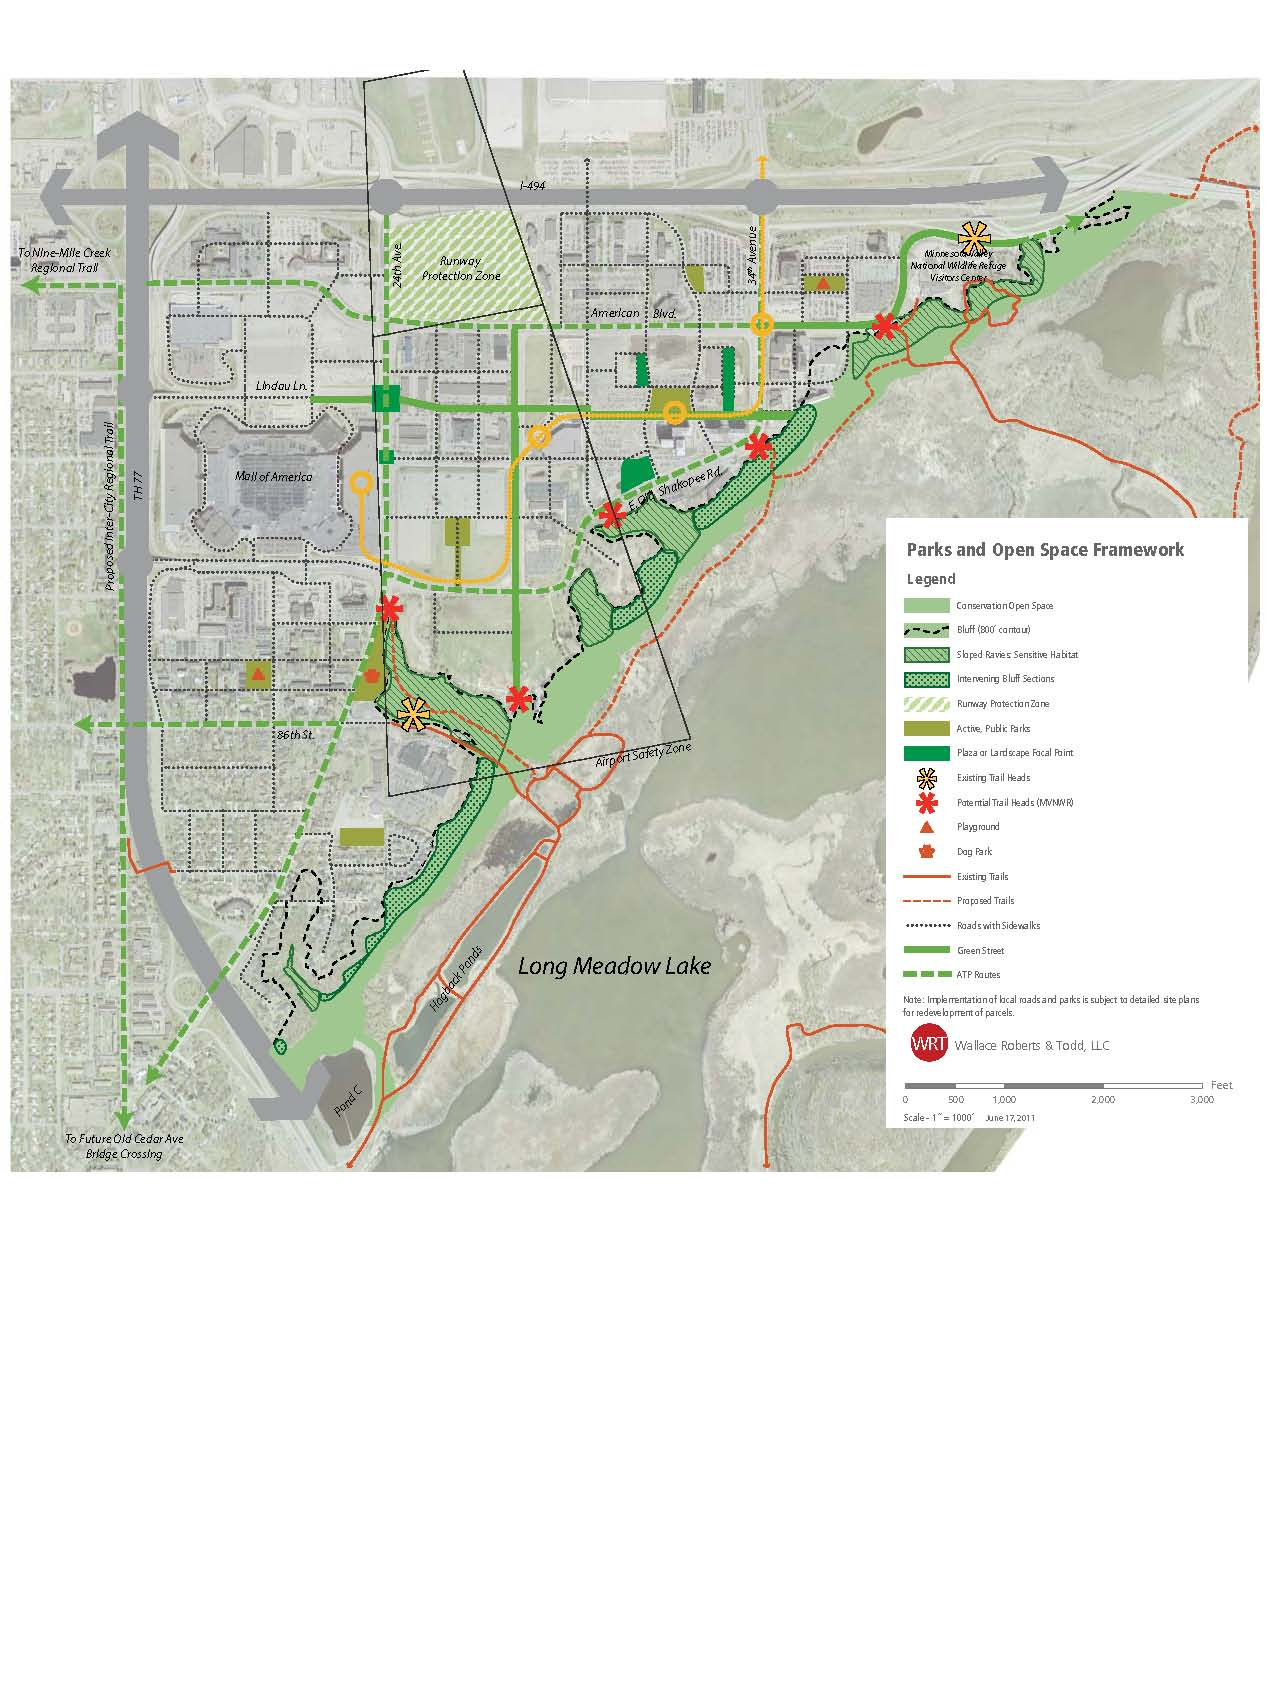 I-494
To Nine-Mile Creek
Regional Trail
24th Ave.
Runway
Protection Zone
34th Avenue
Minnesota Valley
National Wildlife Refuge
Visitors Center
American Blvd.
Lindau Ln.
Proposed Inter-City Regional Trail
TH 77
Mall of America
E. Old Shakopee Rd.
86th St.
Airport Safety Zone
Long Meadow Lake
Hogback Ponds
Pond C
To Future Old Cedar Ave
Bridge Crossing
Parks and Open Space Framework
Legend
Conservation Open Space
Bluff (800' contour)
Sloped Ravies: Sensitive Habitat
Intervening Bluff Sections
Runway Protection Zone
Active, Public Parks
Plaza or Landscape Focal Point
Existing Trail Heads
Potential Trail Heads (MVNWR)
Playground
Dog Park
Existing Trails
Proposed Trails
Roads with Sidewalks
Green Street
ATP Routes
Note: Implementation of local roads and parks is subject to detailed site plans
for redevelopment of parcels.
WRT Wallace Roberts & Todd, LLC
Feet
0 500 1,000 2,000 3,000
Scale - 1" = 1000' June 17, 2011